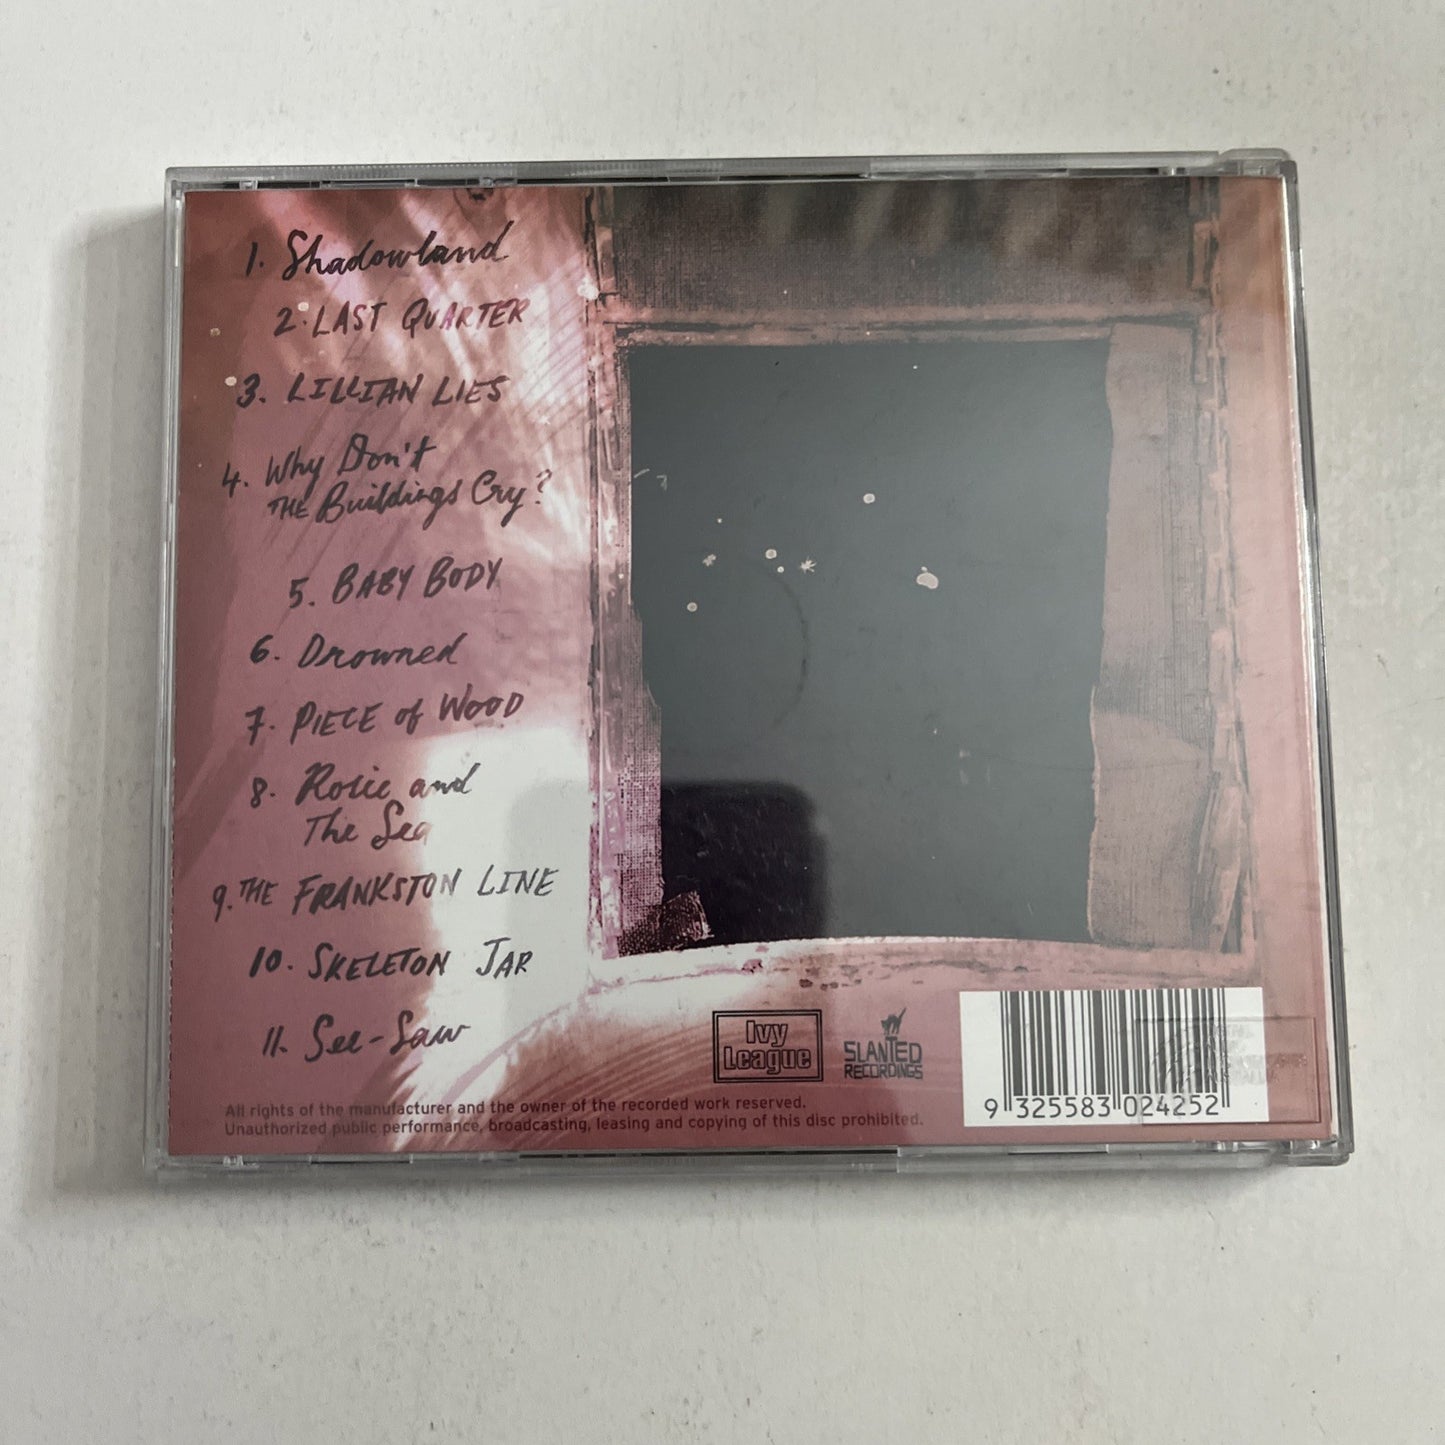 1. Shadowland
2. LAST QUARTER
3. LILLIAN LIES
4. Why Don't
THE Buildings Cry?
5. BABY BODY
6. Drowned
7. PIECE of WOOD
8. Rosie and
The Sea
9. THE FRANKSTON LINE
10. SKELETON JAR
11. See-Saw
Ivy
League
SLANTED
RECORDINGS
All rights of the manufacturer and the owner of the recorded work reserved.
Unauthorized public performance, broadcasting, leasing and copying of this disc prohibited.
9 325583 024252